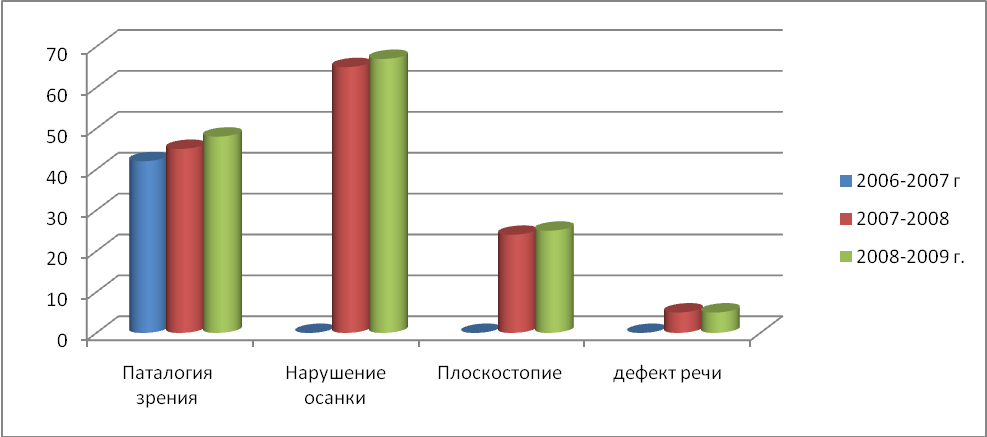 70
60
50
40
30
20
10
0
Паталогия
зрения
Нарушение
осанки
Плоскостопие
дефект речи
2006-2007 г
2007-2008
2008-2009 г.